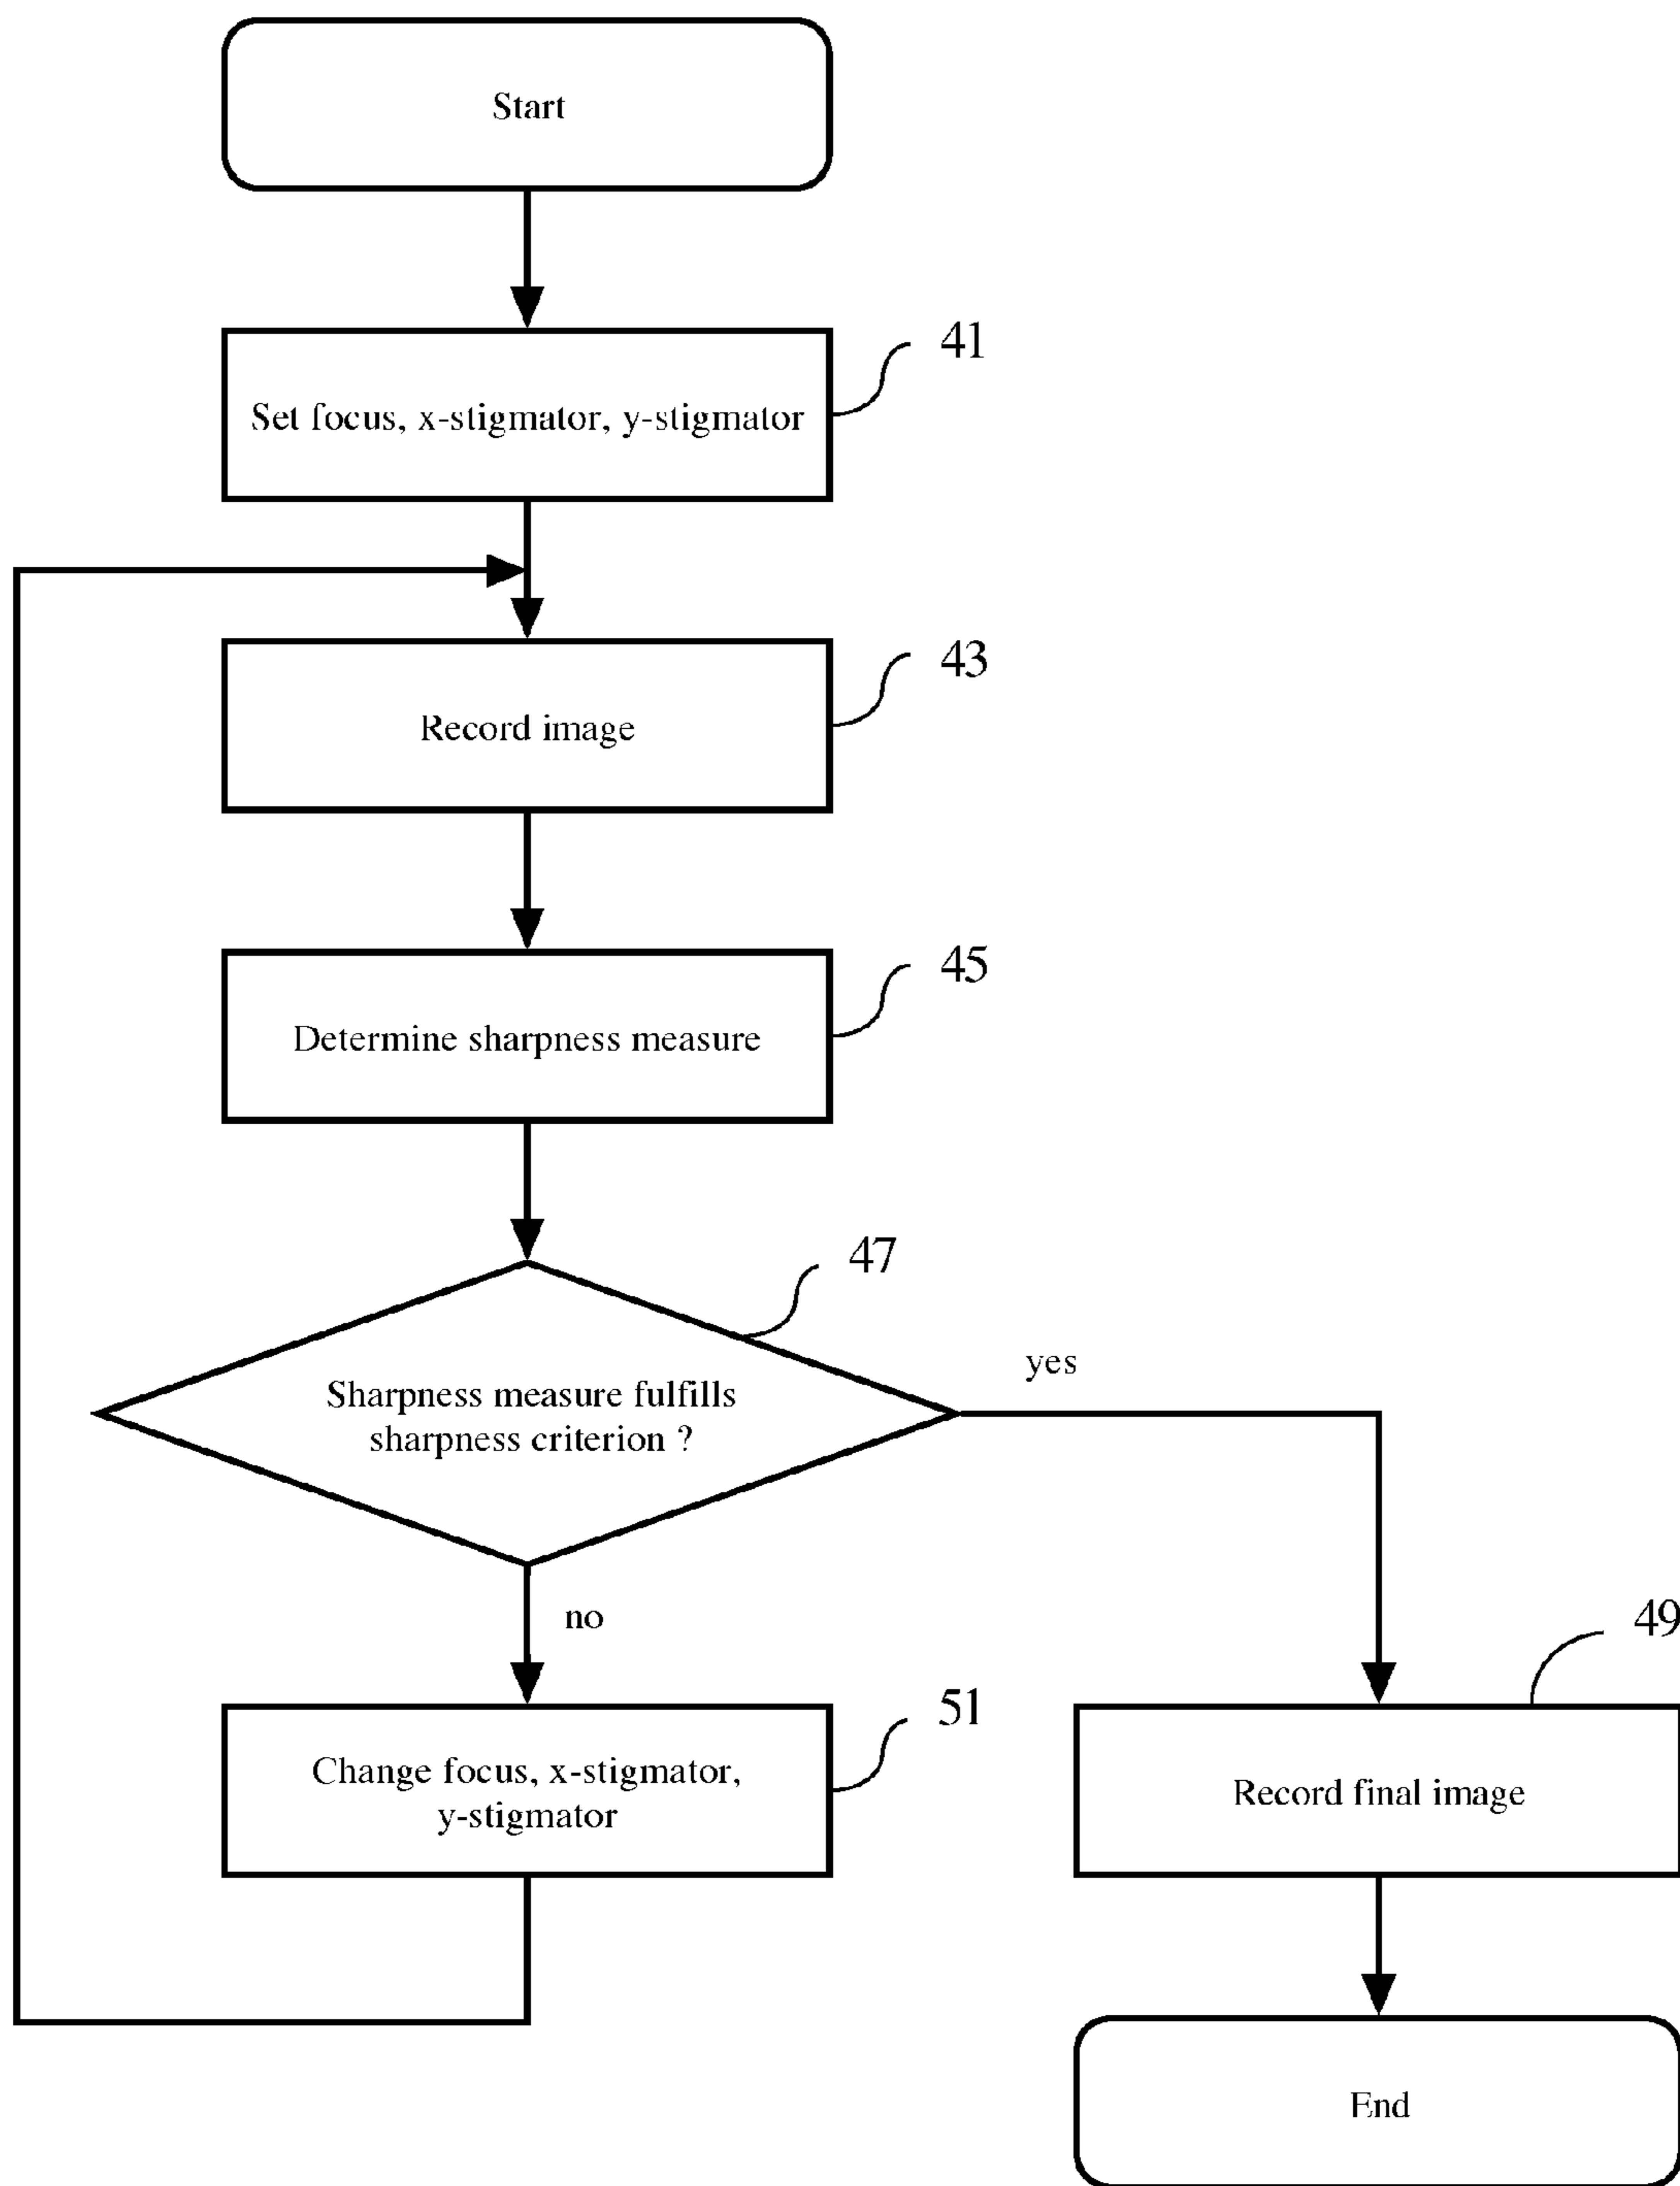 Start
Set focus, x-stigmator, y-stigmator
41
Record image
43
Determine sharpness measure
45
47
Sharpness measure fulfills
sharpness criterion ?
yes
no
Change focus, x-stigmator,
y-stigmator
51
49
Record final image
End